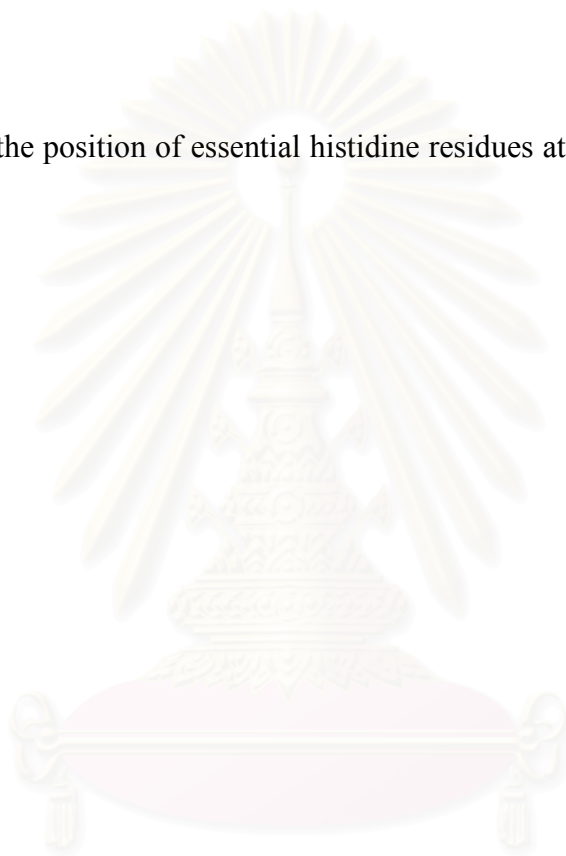 the position of essential histidine residues at